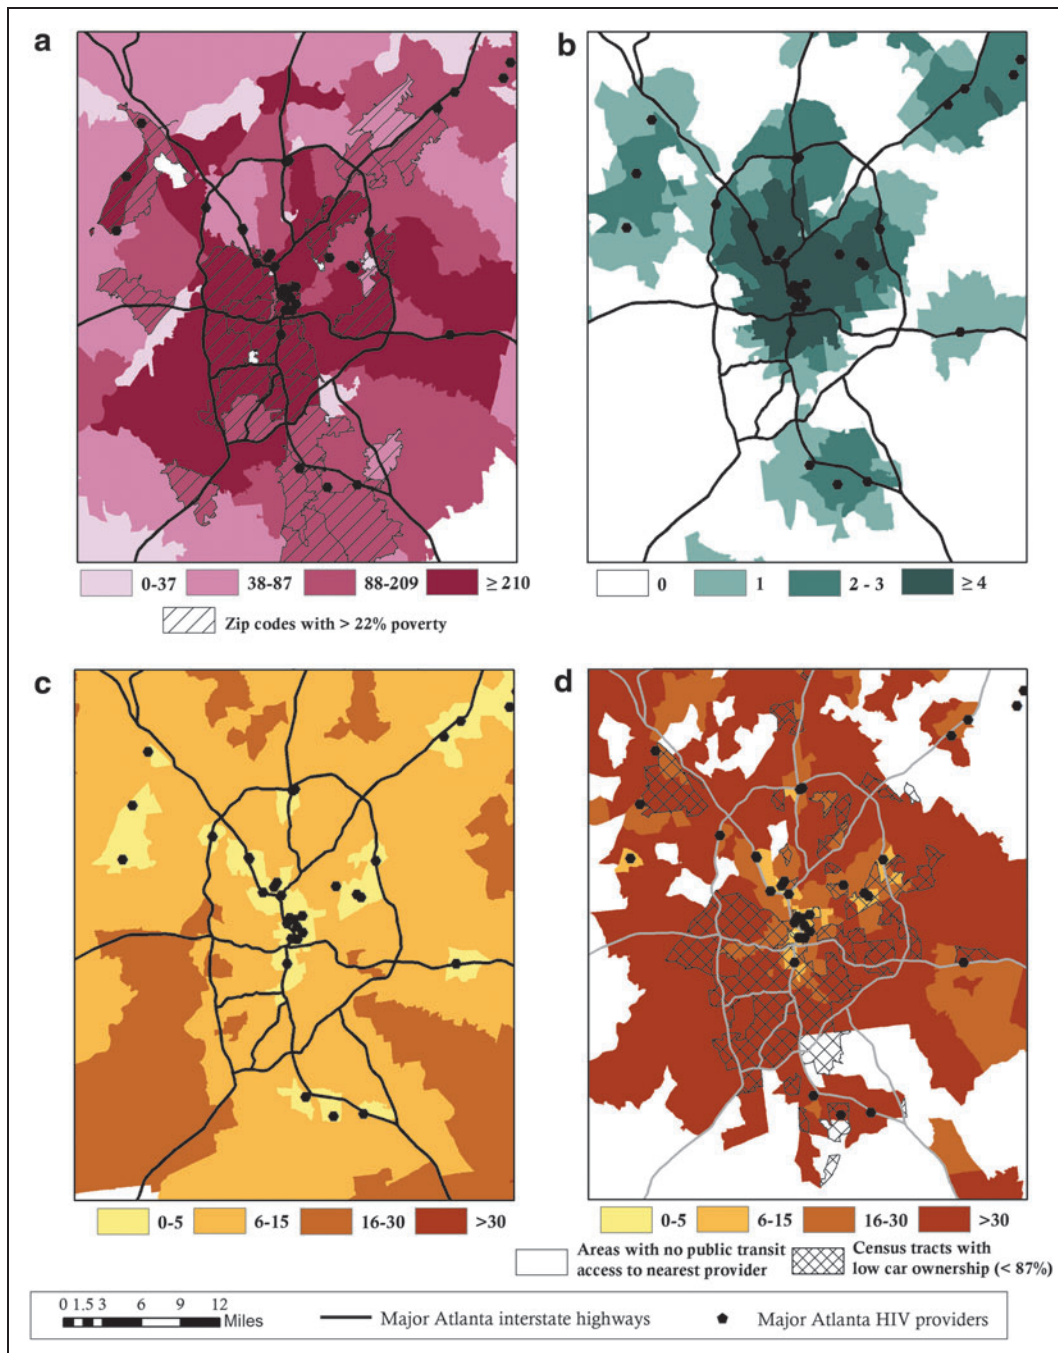 a
b
0-37
38-87
88-209
≥ 210
Zip codes with > 22% poverty
0
1
2 - 3
≥ 4
c
d
0-5
6-15
16-30
>30
0-5
6-15
16-30
>30
Areas with no public transit
access to nearest provider
Census tracts with
low car ownership (< 87%)
0 1.5 3 6 9 12
Miles
Major Atlanta interstate highways
Major Atlanta HIV providers